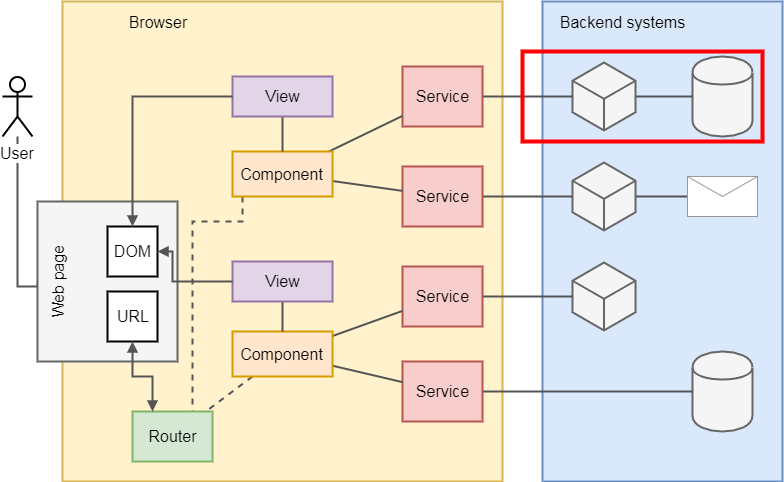 Browser
Backend systems
View
Service
Component
User
Service
DOM
Web page
URL
View
Service
Component
Service
Router